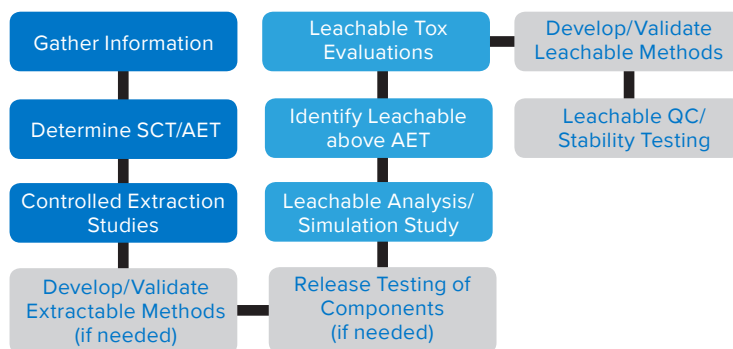 Gather Information
Determine SCT/AET
Controlled Extraction
Studies
Develop/Validate
Extractable Methods
(if needed)
Release Testing of
Components
(if needed)
Leachable Analysis/
Simulation Study
Identify Leachable
above AET
Leachable Tox
Evaluations
Develop/Validate
Leachable Methods
Leachable QC/
Stability Testing